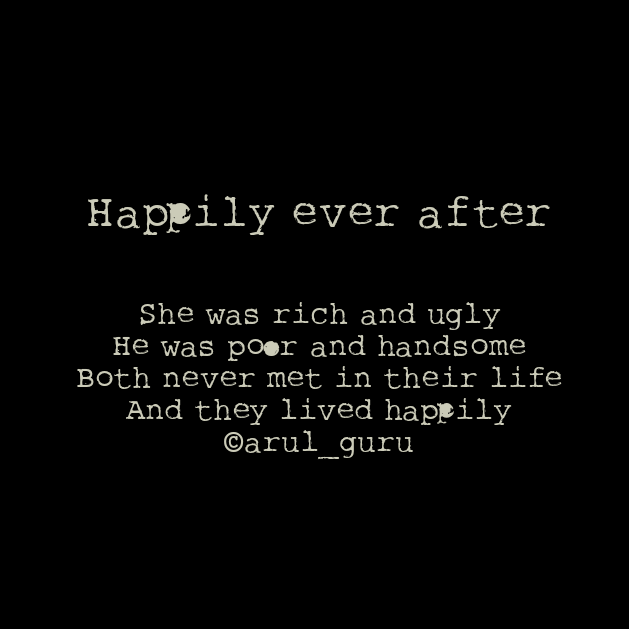 Happily ever after
She was rich and ugly
He was poor and handsome
Both never met in their life
And they lived happily
©arul_guru